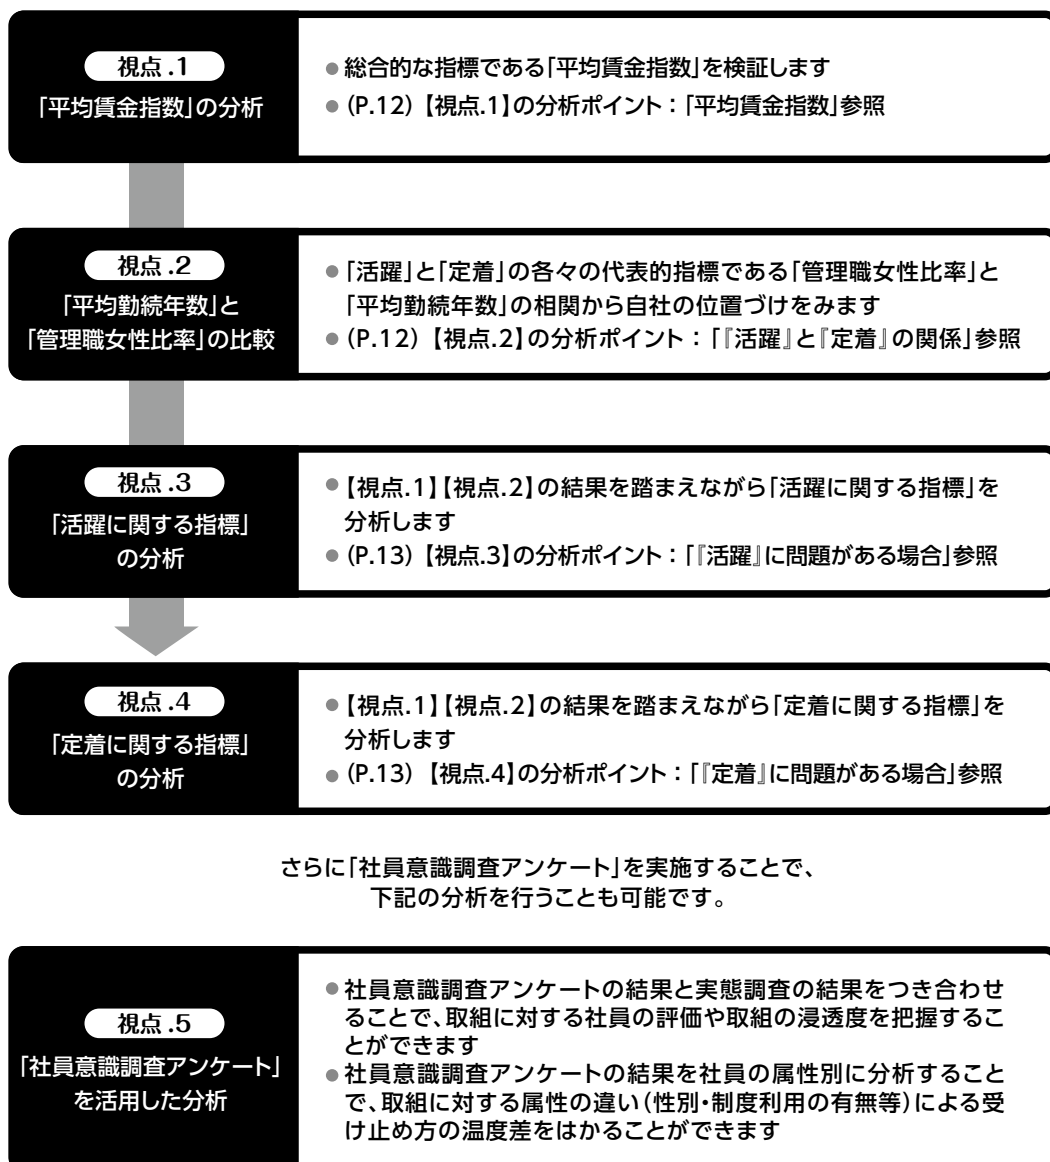 視点.1
「平均賃金指数」の分析
●総合的な指標である「平均賃金指数」を検証します
●(P.12)【視点.1】の分析ポイント：「平均賃金指数」参照
視点.2
「平均勤続年数」と
「管理職女性比率」の比較
●「活躍」と「定着」の各々の代表的指標である「管理職女性比率」と
「平均勤続年数」の相関から自社の位置づけをみます
●(P.12)【視点.2】の分析ポイント：「『活躍』と『定着』の関係」参照
視点.3
「活躍に関する指標」
の分析
●【視点.1】【視点.2】の結果を踏まえながら「活躍に関する指標」を
分析します
●(P.13)【視点.3】の分析ポイント：「『活躍』に問題がある場合」参照
視点.4
「定着に関する指標」
の分析
●【視点.1】【視点.2】の結果を踏まえながら「定着に関する指標」を
分析します
●(P.13)【視点.4】の分析ポイント：「『定着』に問題がある場合」参照
さらに「社員意識調査アンケート」を実施することで、
下記の分析を行うことも可能です。
視点.5
「社員意識調査アンケート」
を活用した分析
●社員意識調査アンケートの結果と実態調査の結果をつき合わせ
ることで、取組に対する社員の評価や取組の浸透度を把握するこ
とができます
●社員意識調査アンケートの結果を社員の属性別に分析すること
で、取組に対する属性の違い（性別・制度利用の有無等）による受
け止め方の温度差をはかることができます